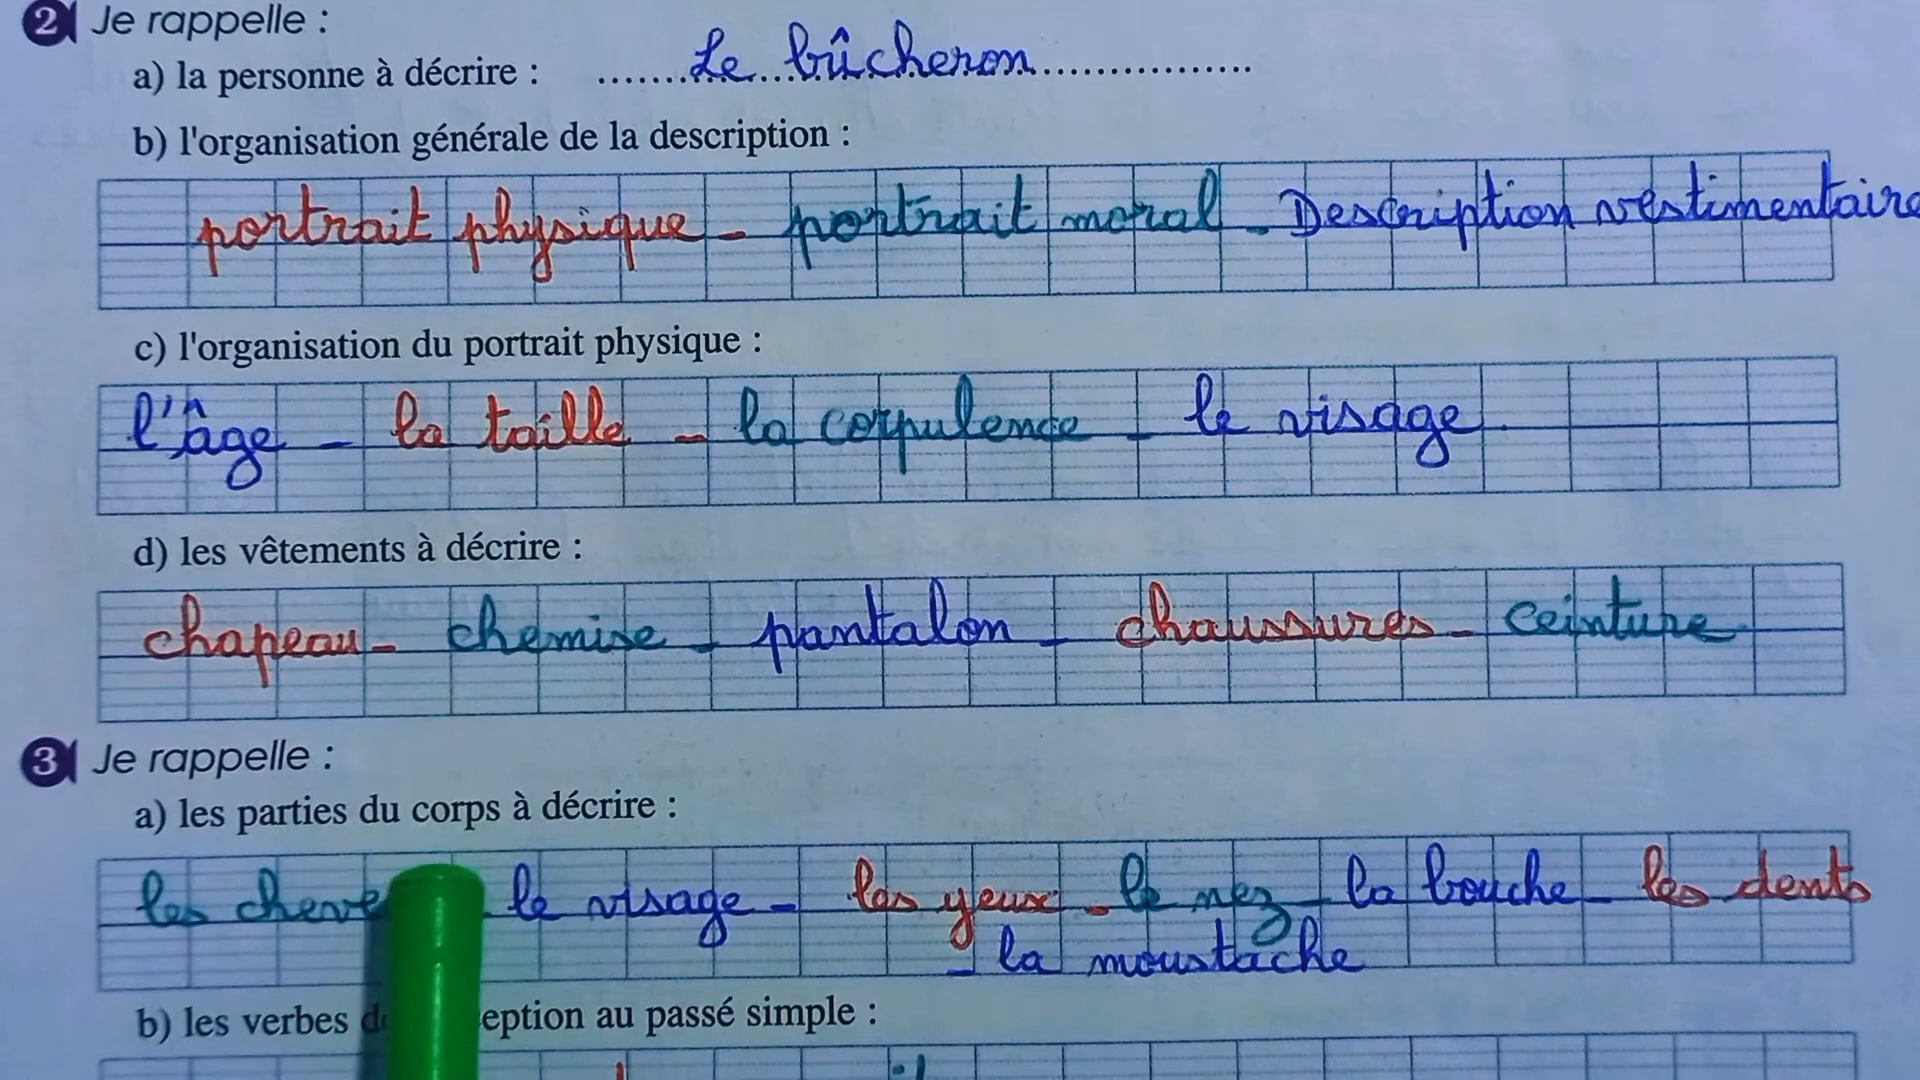 2 Je rappelle :
a) la personne à décrire : ........Le bûcheron....................
b) l'organisation générale de la description :
portrait physique - portrait moral - Description vestimentaire
c) l'organisation du portrait physique :
l'âge - la taille - la corpulence - le visage.
d) les vêtements à décrire :
chapeau - chemise - pantalon - chaussures - ceinture.
3 Je rappelle :
a) les parties du corps à décrire :
les - le visage - les yeux - le nez - la bouche - les dents
- la moustache
b) les verbes au passé simple :